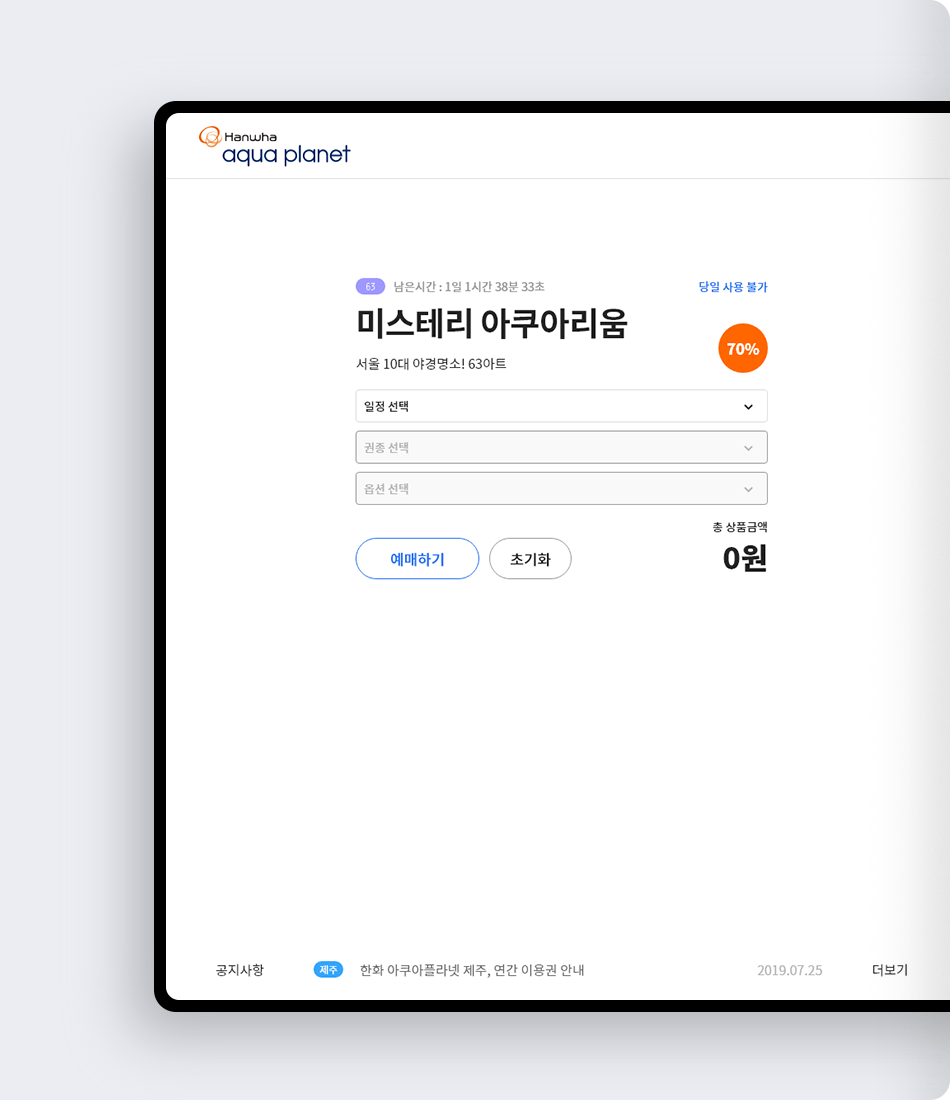 Hanwha
aqua planet
63 남은시간 : 1일 1시간 38분 33초 당일 사용 불가
미스테리 아쿠아리움
70%
서울 10대 야경명소! 63아트
일정 선택
권종 선택
옵션 선택
총 상품금액
예매하기 초기화 0원
공지사항 제주 한화 아쿠아플라넷 제주, 연간 이용권 안내 2019.07.25 더보기